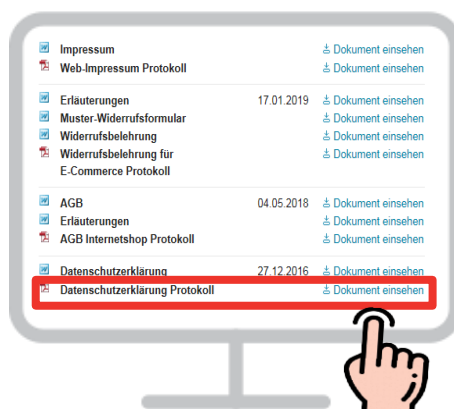 Impressum Dokument einsehen
Web-Impressum Protokoll Dokument einsehen
Erläuterungen 17.01.2019 Dokument einsehen
Muster-Widerrufsformular Dokument einsehen
Widerrufsbelehrung Dokument einsehen
Widerrufsbelehrung für Dokument einsehen
E-Commerce Protokoll
AGB 04.05.2018 Dokument einsehen
Erläuterungen Dokument einsehen
AGB Internetshop Protokoll Dokument einsehen
Datenschutzerklärung 27.12.2016 Dokument einsehen
Datenschutzerklärung Protokoll Dokument einsehen